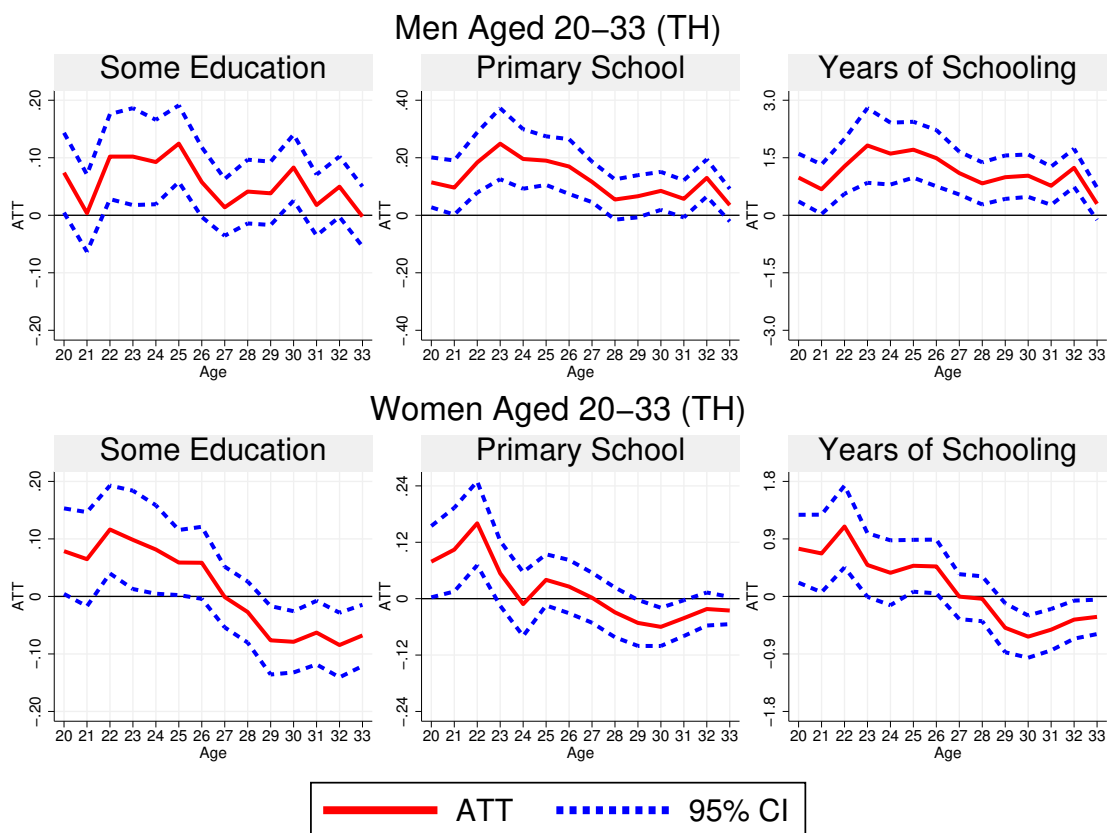 Men Aged 20−33 (TH)
Some Education Primary School Years of Schooling
ATT
−.20 −.10 0 .10 .20
20 21 22 23 24 25 26 27 28 29 30 31 32 33
Age
ATT
−.40 −.20 0 .20 .40
20 21 22 23 24 25 26 27 28 29 30 31 32 33
Age
ATT
−3.0 −1.5 0 1.5 3.0
20 21 22 23 24 25 26 27 28 29 30 31 32 33
Age
Women Aged 20−33 (TH)
Some Education Primary School Years of Schooling
ATT
−.20 −.10 0 .10 .20
20 21 22 23 24 25 26 27 28 29 30 31 32 33
Age
ATT
−.24 −.12 0 .12 .24
20 21 22 23 24 25 26 27 28 29 30 31 32 33
Age
ATT
−1.8 −0.9 0 0.9 1.8
20 21 22 23 24 25 26 27 28 29 30 31 32 33
Age
ATT 95% CI